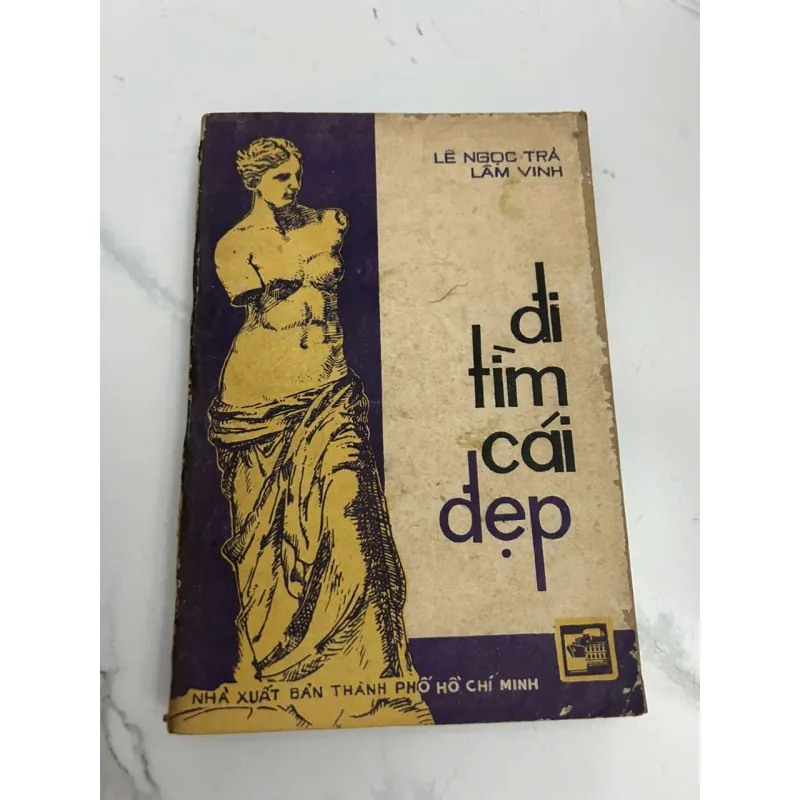 LÊ NGỌC TRÀ
LÂM VINH
đi
tìm
cái
đẹp
NHÀ XUẤT BẢN THÀNH PHỐ HỒ CHÍ MINH